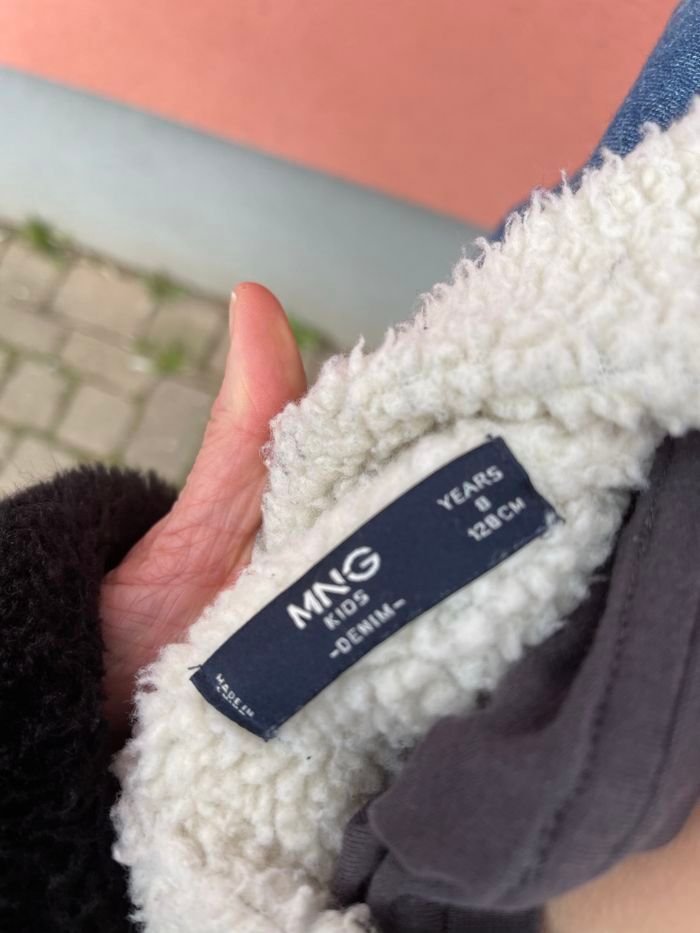 MNG
KIDS
-DENIM-
YEARS
8
128 CM
MADE IN